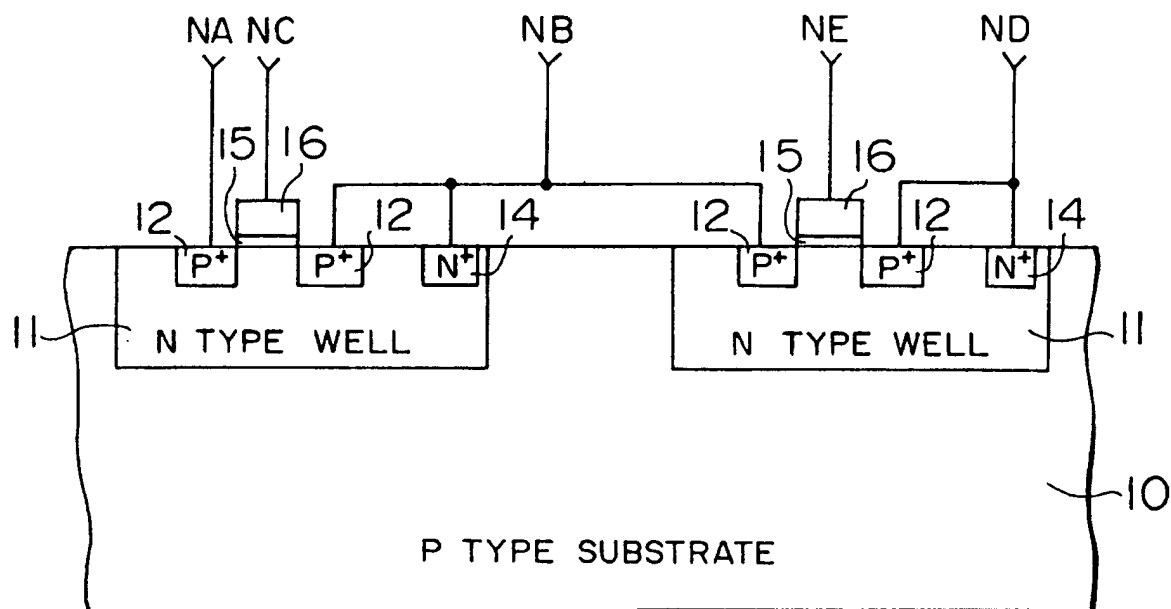 NA NC NB NE ND
15 16 15 16
12 12 14 12 12 14
P+ P+ N+ P+ P+ N+
11 N TYPE WELL N TYPE WELL 11
10
P TYPE SUBSTRATE